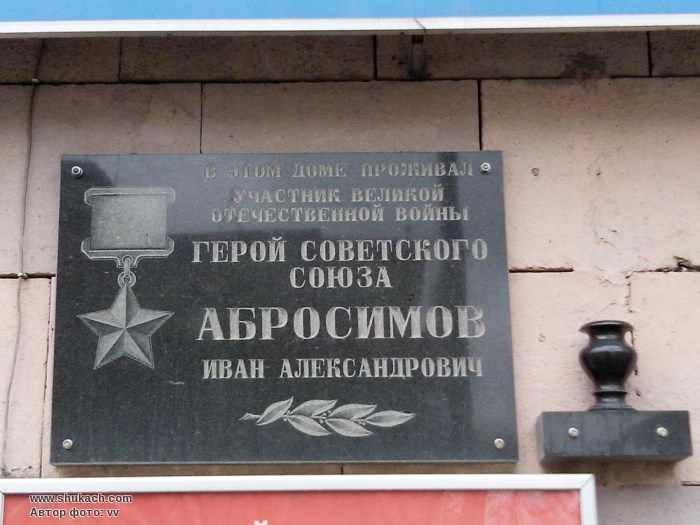 В ЭТОМ ДОМЕ ПРОЖИВАЛ
УЧАСТНИК ВЕЛИКОЙ
ОТЕЧЕСТВЕННОЙ ВОЙНЫ
ГЕРОЙ СОВЕТСКОГО
СОЮЗА
АБРОСИМОВ
ИВАН АЛЕКСАНДРОВИЧ
www.shukach.com
Автор фото: vv